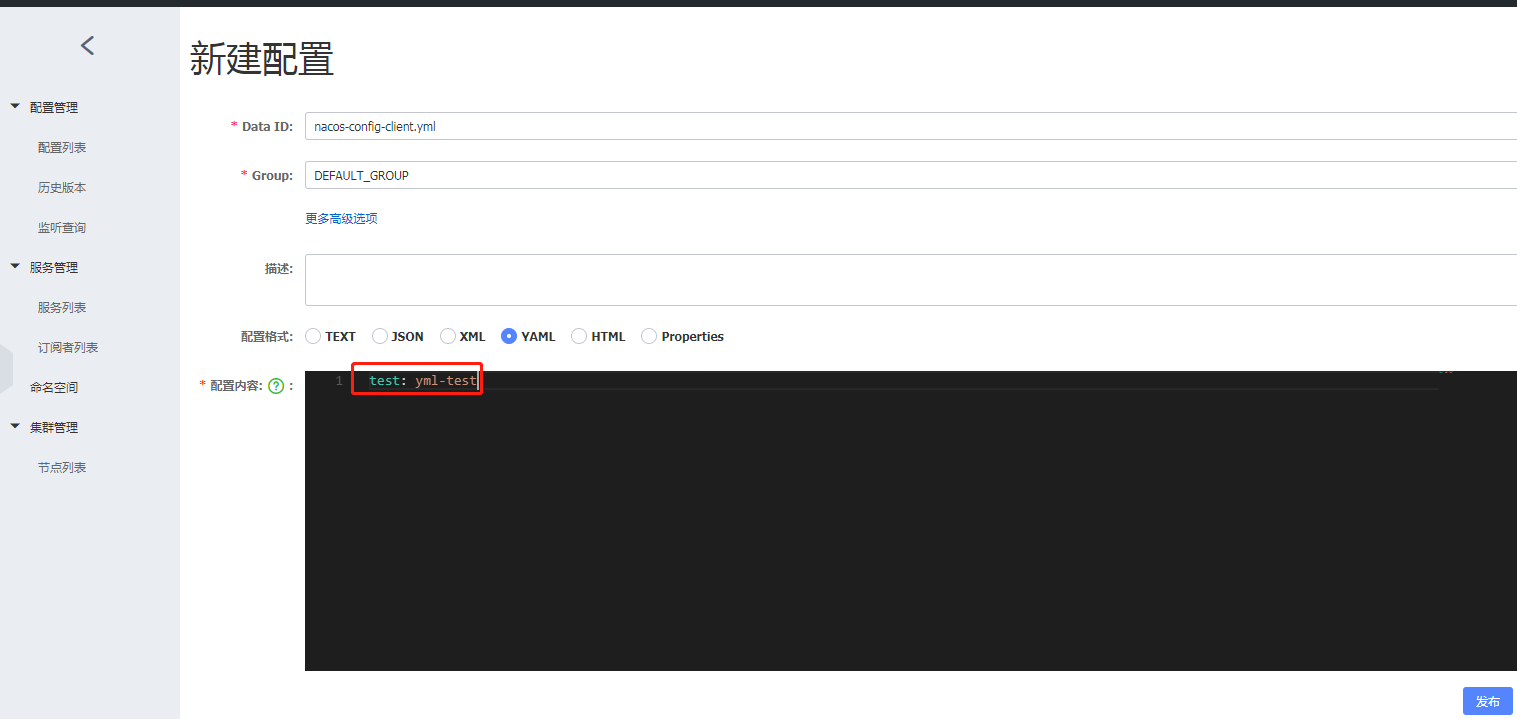 新建配置
配置管理
配置列表
历史版本
监听查询
服务管理
服务列表
订阅者列表
命名空间
集群管理
节点列表
* Data ID: nacos-config-client.yml
* Group: DEFAULT_GROUP
更多高级选项
描述:
配置格式: TEXT JSON XML YAML HTML Properties
* 配置内容: ? :
1 test: yml-test
发布